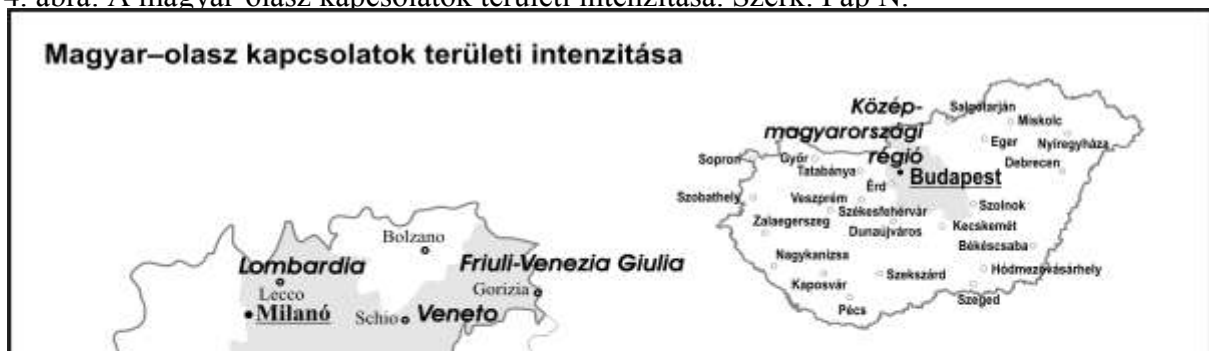 4. ábra: A magyar-olasz kapcsolatok területi intenzitása. Szerk: Pap N.
Magyar–olasz kapcsolatok területi intenzitása
Közép-
magyarországi
régió
Salgótarján
Miskolc
Eger
Nyíregyháza
Debrecen
Sopron
Győr
Tatabánya
Budapest
Érd
Szobathely
Veszprém
Szolnok
Székesfehérvár
Zalaegerszeg
Dunaújváros
Kecskemét
Békéscsaba
Nagykanizsa
Hódmezovásárhely
Kaposvár
Szekszárd
Szeged
Pécs
Bolzano
Lombardia
Friuli-Venezia Giulia
Lecco
Gorizia
Milanó
Schio
Veneto